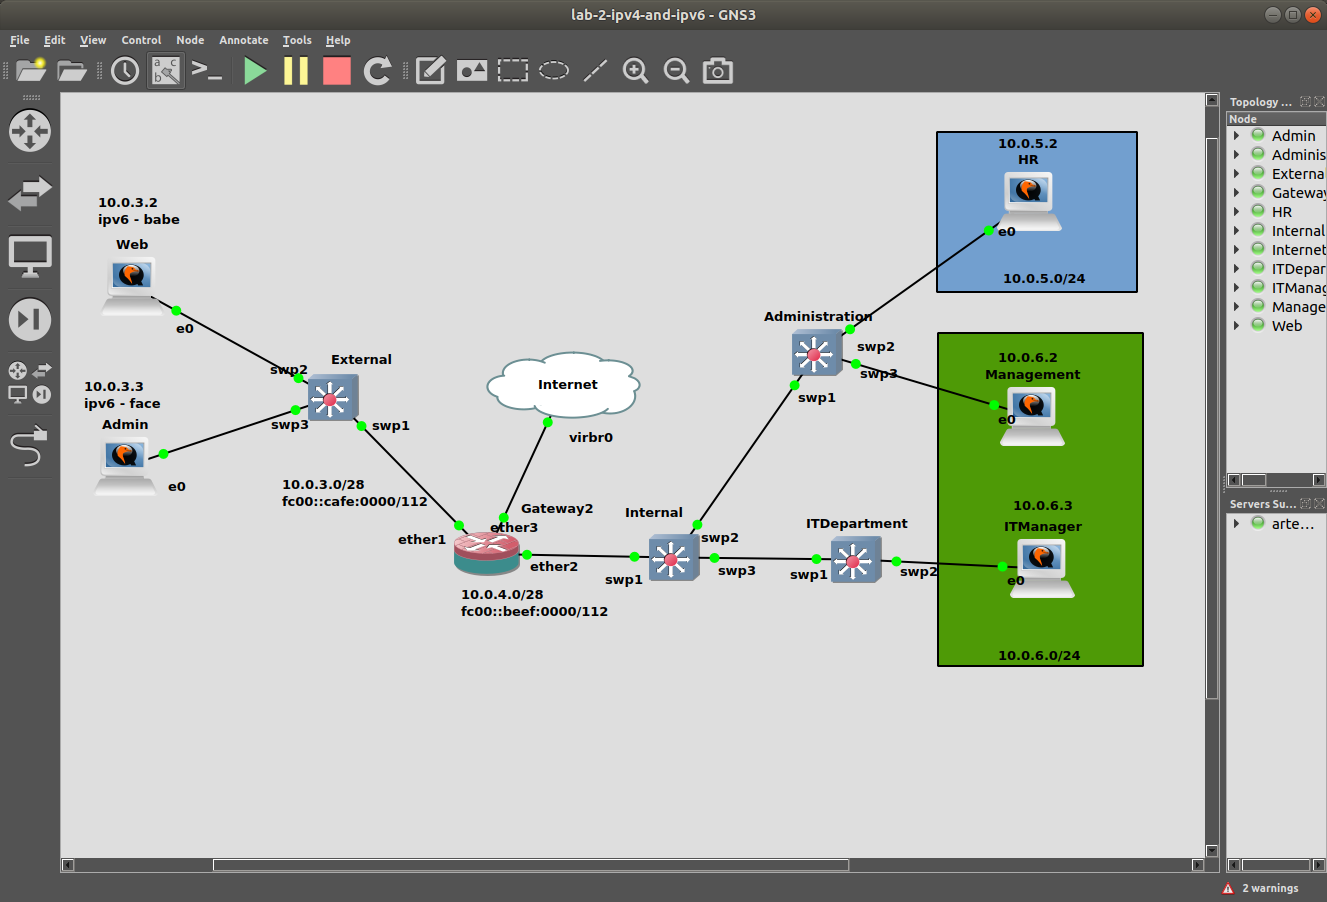 lab-2-ipv4-and-ipv6 - GNS3
File Edit View Control Node Annotate Tools Help
Topology ...
Node
Admin
Adminis
Externa
Gateway
HR
Internal
Internet
ITDepar
ITManag
Manage
Web
Servers Su...
arte...
10.0.3.2
ipv6 - babe
Web
e0
10.0.3.3
ipv6 - face
Admin
e0
External
swp2
swp3
swp1
10.0.3.0/28
fc00::cafe:0000/112
Internet
virbr0
Gateway2
ether3
ether1
ether2
10.0.4.0/28
fc00::beef:0000/112
Internal
swp2
swp1
swp3
Administration
swp2
swp3
swp1
ITDepartment
swp1
swp2
10.0.5.2
HR
e0
10.0.5.0/24
10.0.6.2
Management
e0
10.0.6.3
ITManager
e0
10.0.6.0/24
2 warnings